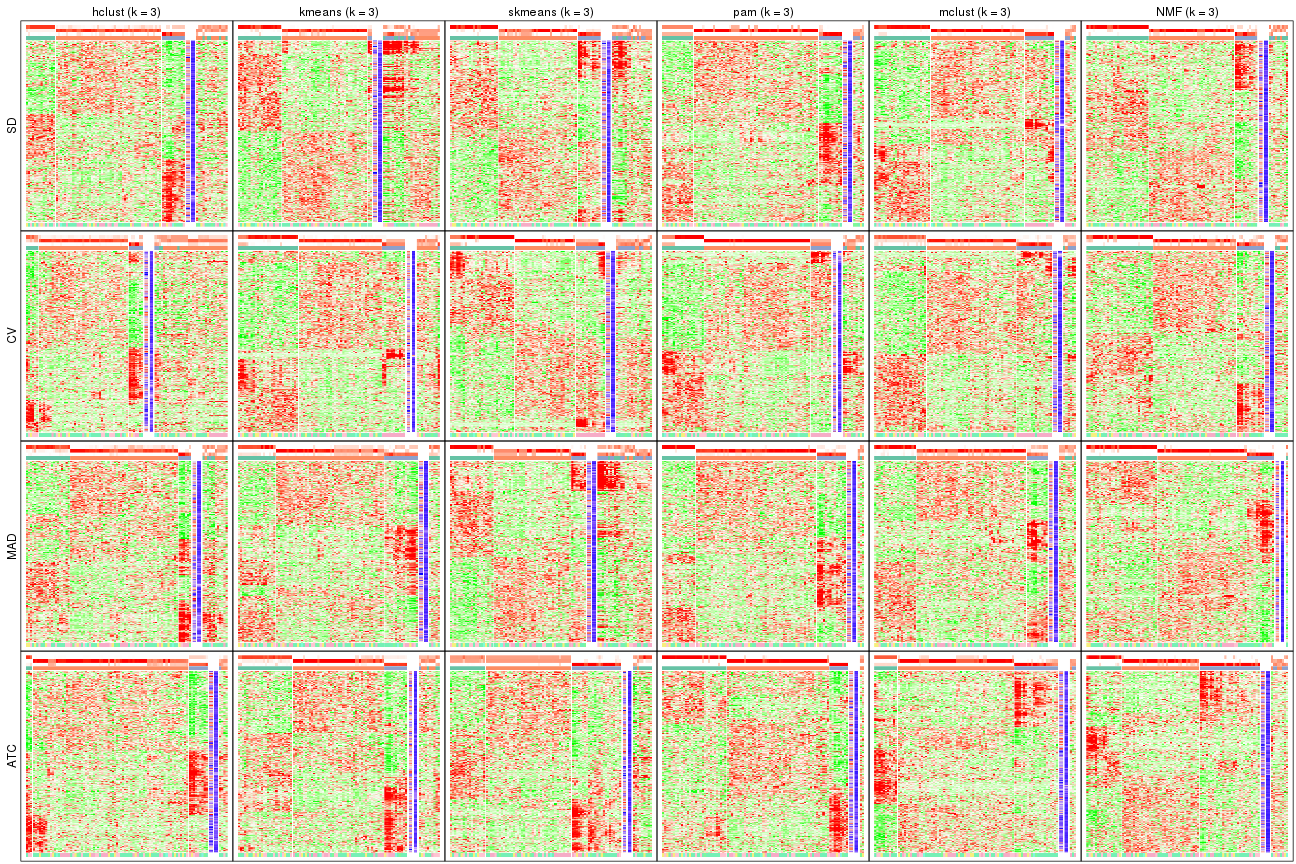 hclust (k = 3) kmeans (k = 3) skmeans (k = 3) pam (k = 3) mclust (k = 3) NMF (k = 3)
SD
CV
MAD
ATC